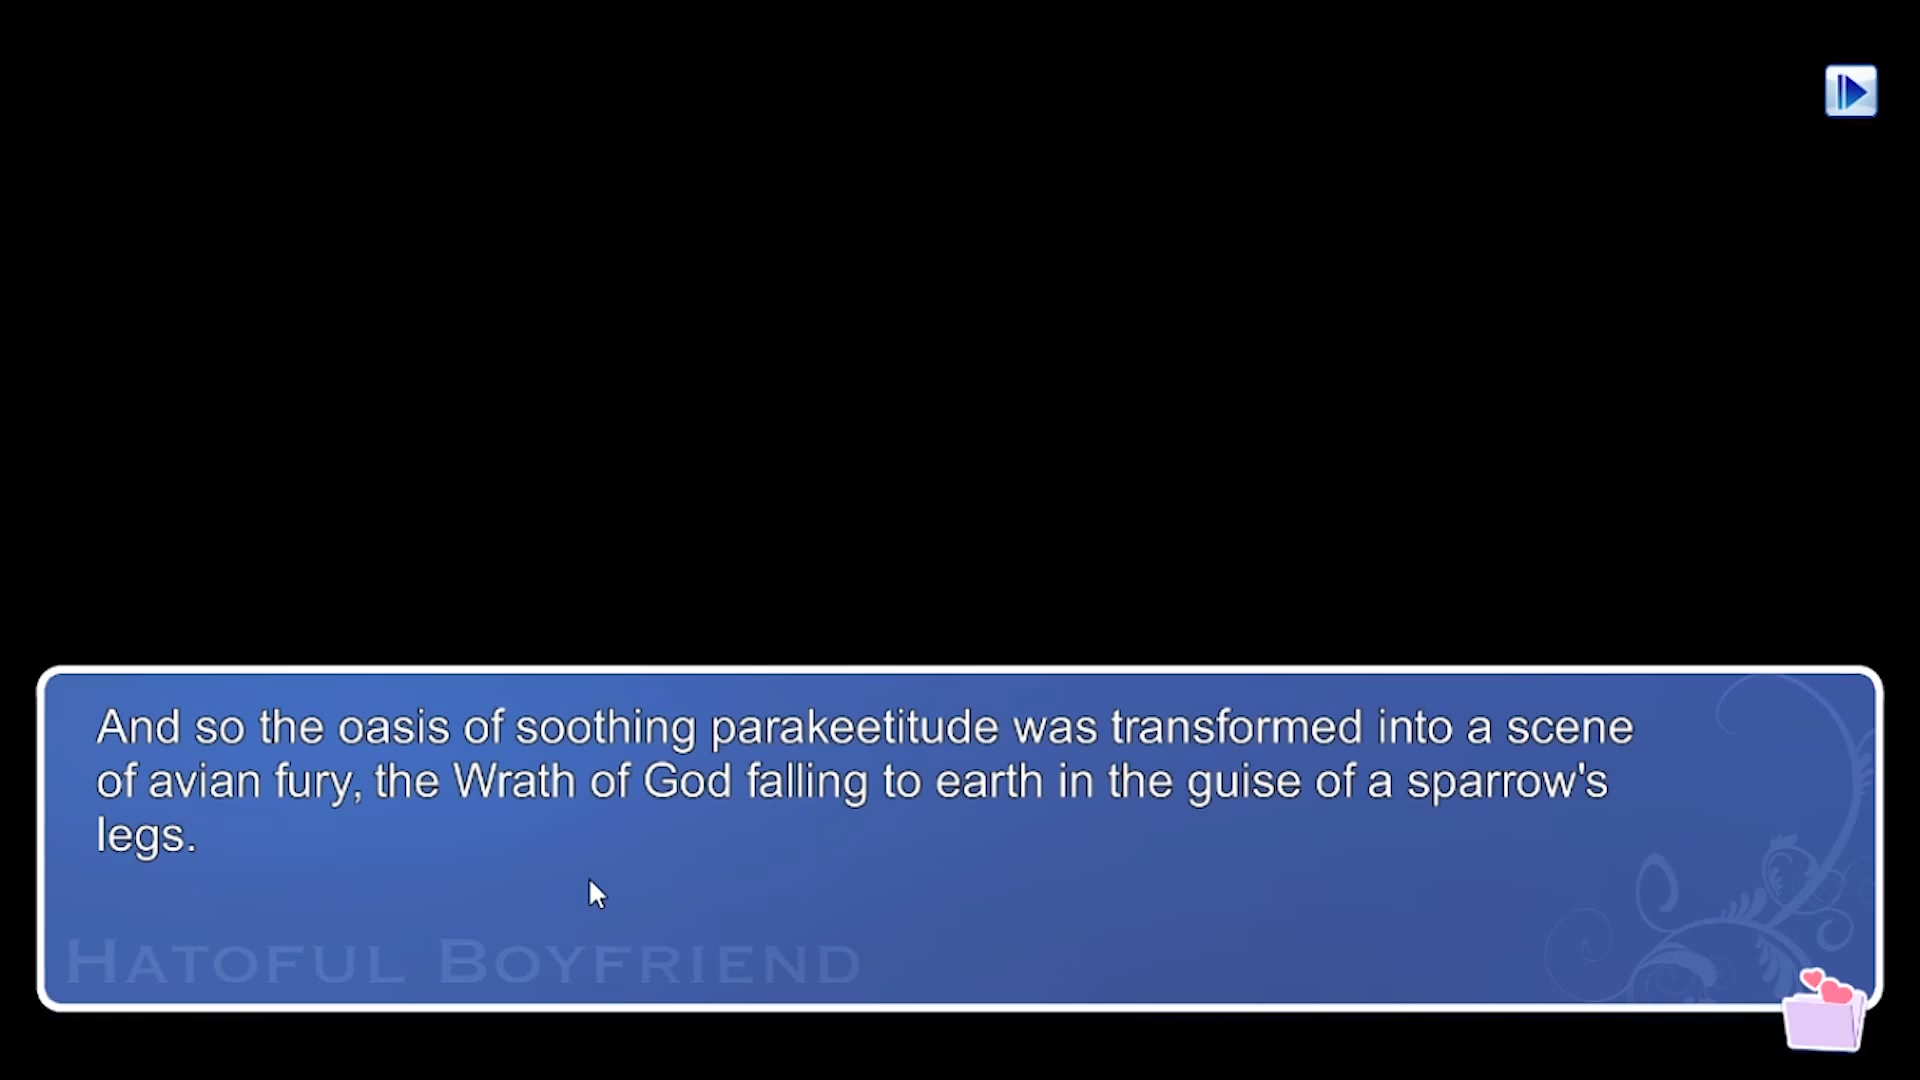 And so the oasis of soothing parakeetitude was transformed into a scene
of avian fury, the Wrath of God falling to earth in the guise of a sparrow's
legs.
HATOFUL BOYFRIEND